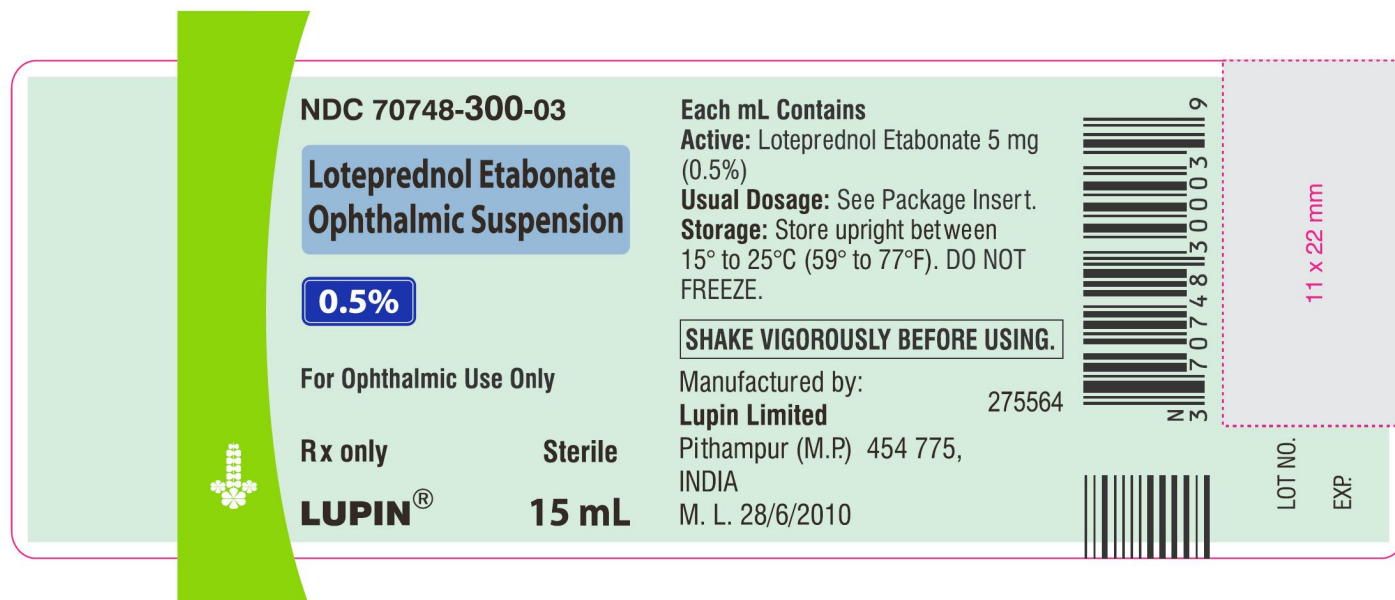 NDC 70748-300-03
Loteprednol Etabonate
Ophthalmic Suspension
0.5%
For Ophthalmic Use Only
Rx only Sterile
LUPIN® 15 mL
Each mL Contains
Active: Loteprednol Etabonate 5 mg
(0.5%)
Usual Dosage: See Package Insert.
Storage: Store upright between
15° to 25°C (59° to 77°F). DO NOT
FREEZE.
SHAKE VIGOROUSLY BEFORE USING.
Manufactured by:
275564
Lupin Limited
Pithampur (M.P.) 454 775,
INDIA
M. L. 28/6/2010
N
3 70748 30003 9
11 x 22 mm
LOT NO.
EXP.